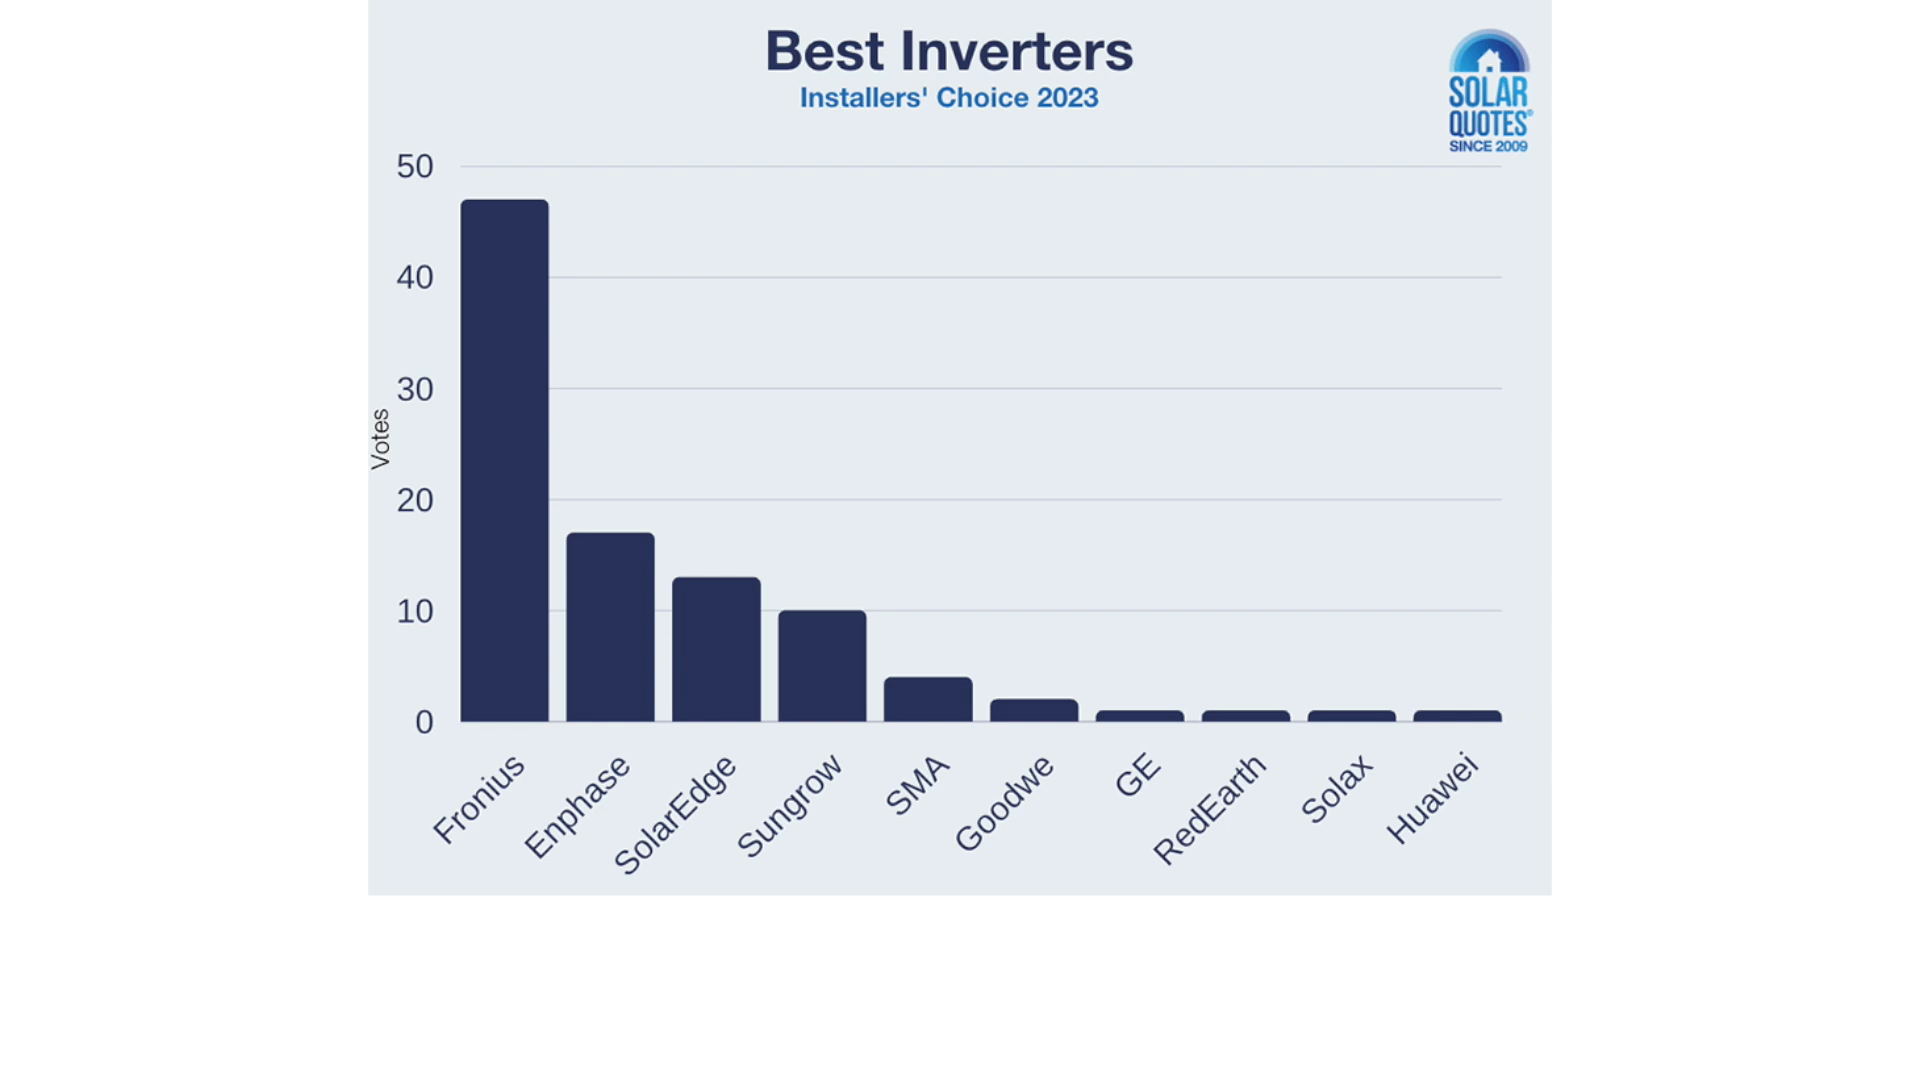 Best Inverters
Installers' Choice 2023
SOLAR
QUOTES®
SINCE 2009
50
40
30
20
10
0
Votes
Fronius
Enphase
SolarEdge
Sungrow
SMA
Goodwe
GE
RedEarth
Solax
Huawei